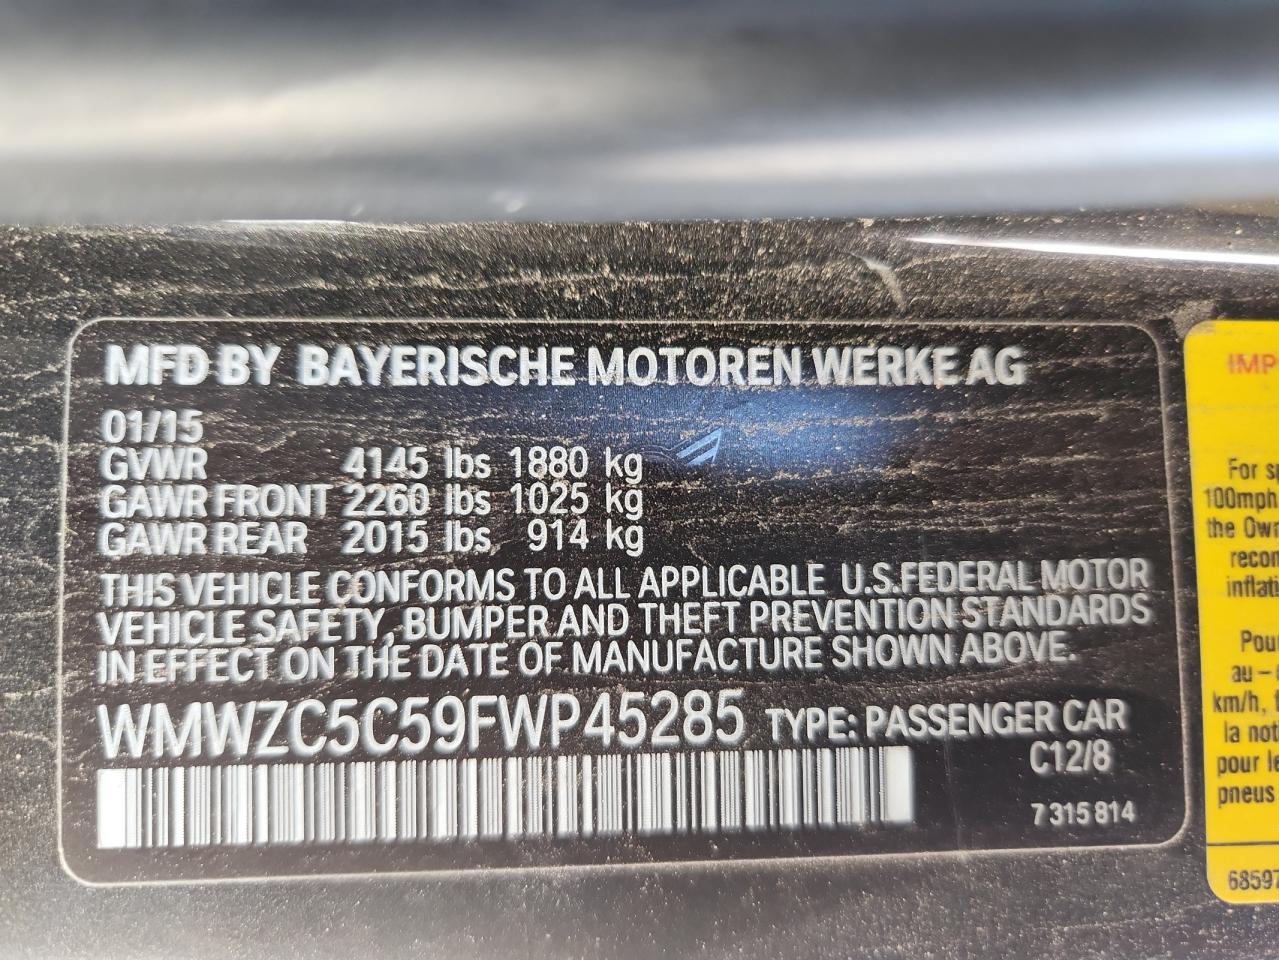 MFD BY BAYERISCHE MOTOREN WERKE AG
01/15
GVWR 4145 lbs 1880 kg
GAWR FRONT 2260 lbs 1025 kg
GAWR REAR 2015 lbs 914 kg
THIS VEHICLE CONFORMS TO ALL APPLICABLE U.S.FEDERAL MOTOR
VEHICLE SAFETY, BUMPER AND THEFT PREVENTION STANDARDS
IN EFFECT ON THE DATE OF MANUFACTURE SHOWN ABOVE.
WMWZC5C59FWP45285 TYPE: PASSENGER CAR
C12/8
7 315 814
IMP
For sp
100mph
the Own
recom
inflati
Pour
au-
km/h,
la not
pour le
pneus
68597